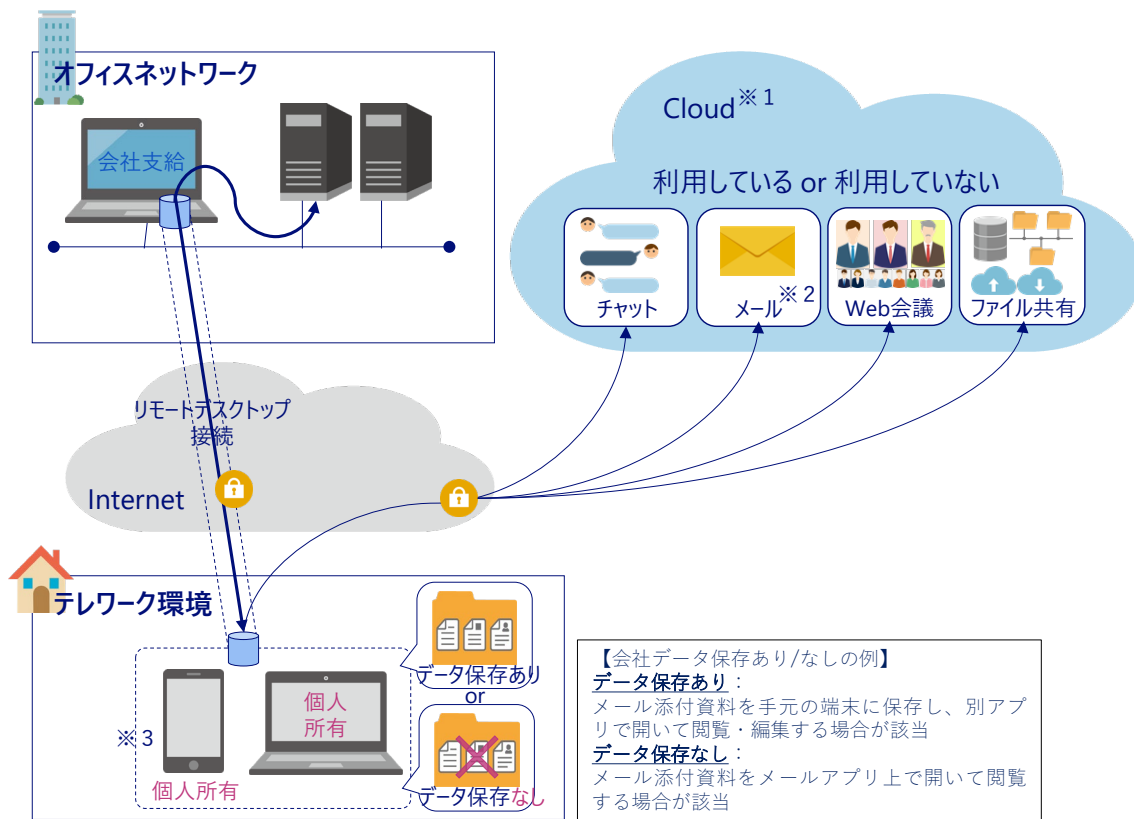 オフィスネットワーク
会社支給
Cloud※1
利用している or 利用していない
チャット
メール※2
Web会議
ファイル共有
リモートデスクトップ
接続
Internet
テレワーク環境
※3
個人所有
個人
所有
データ保存あり
or
データ保存なし
【会社データ保存あり/なしの例】
データ保存あり：
メール添付資料を手元の端末に保存し、別アプ
リで開いて閲覧・編集する場合が該当
データ保存なし：
メール添付資料をメールアプリ上で開いて閲覧
する場合が該当